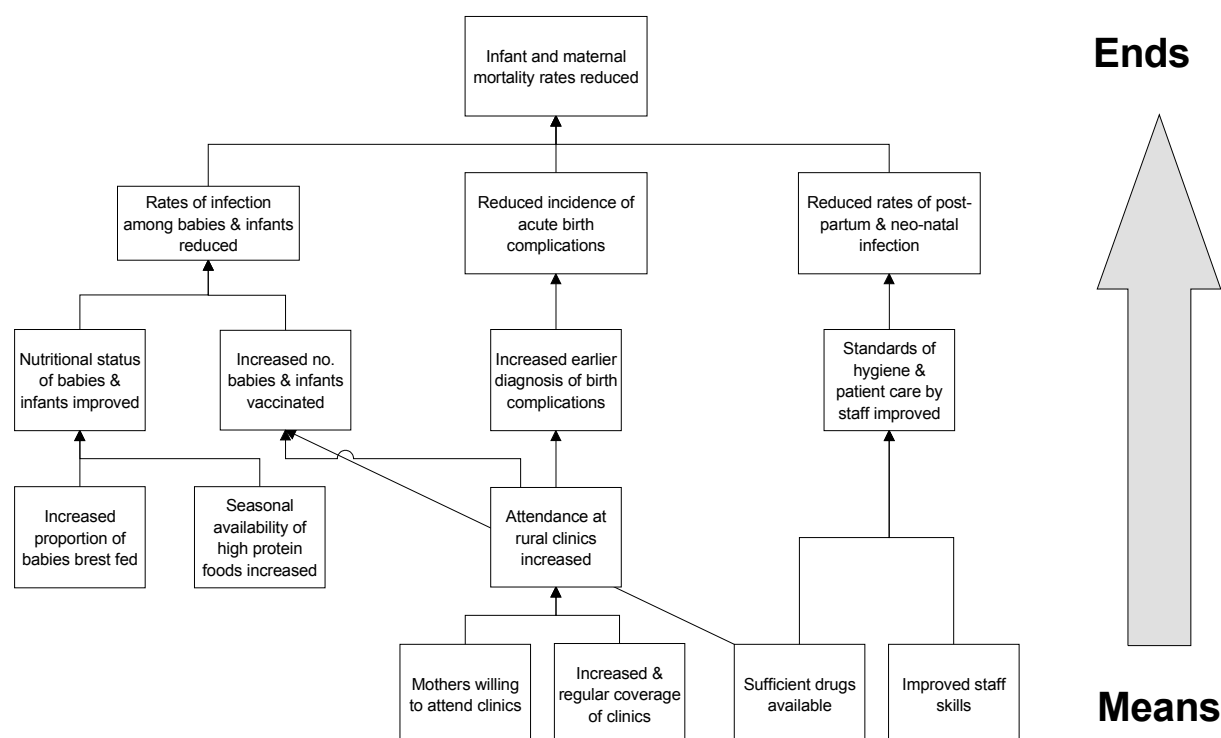 Infant and maternal
mortality rates reduced
Ends
Rates of infection
among babies & infants
reduced
Reduced incidence of
acute birth
complications
Reduced rates of post-
partum & neo-natal
infection
Nutritional status
of babies &
infants improved
Increased no.
babies & infants
vaccinated
Increased earlier
diagnosis of birth
complications
Standards of
hygiene &
patient care by
staff improved
Increased
proportion of
babies brest fed
Seasonal
availability of
high protein
foods increased
Attendance at
rural clinics
increased
Mothers willing
to attend clinics
Increased &
regular coverage
of clinics
Sufficient drugs
available
Improved staff
skills
Means